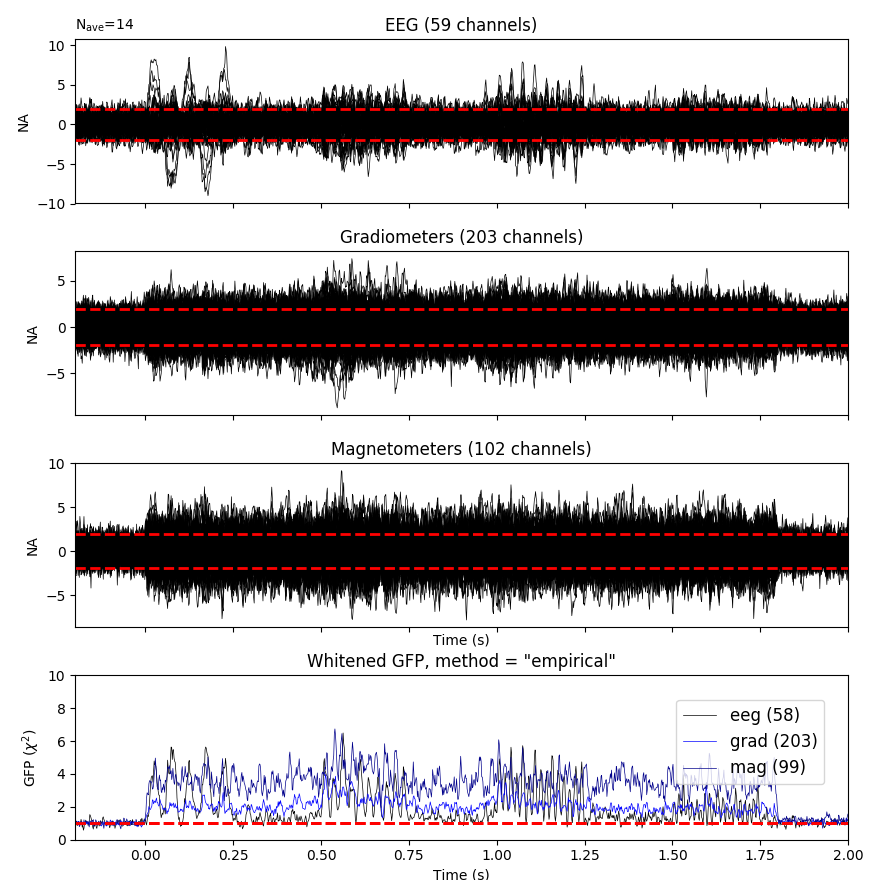 N_ave=14
EEG (59 channels)
10
5
0
−5
−10
NA
Gradiometers (203 channels)
5
0
−5
NA
Magnetometers (102 channels)
10
5
0
−5
NA
Time (s)
Whitened GFP, method = "empirical"
10
8
6
4
2
0
GFP (χ²)
eeg (58)
grad (203)
mag (99)
0.00 0.25 0.50 0.75 1.00 1.25 1.50 1.75 2.00
Time (s)